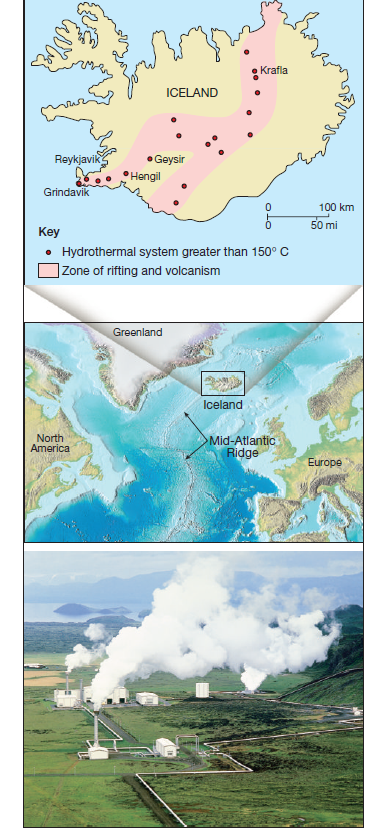 ICELAND
Krafla
Reykjavik
Geysir
Hengil
Grindavik
0 100 km
0 50 mi
Key
Hydrothermal system greater than 150° C
Zone of rifting and volcanism
Greenland
Iceland
North
America
Mid-Atlantic
Ridge
Europe